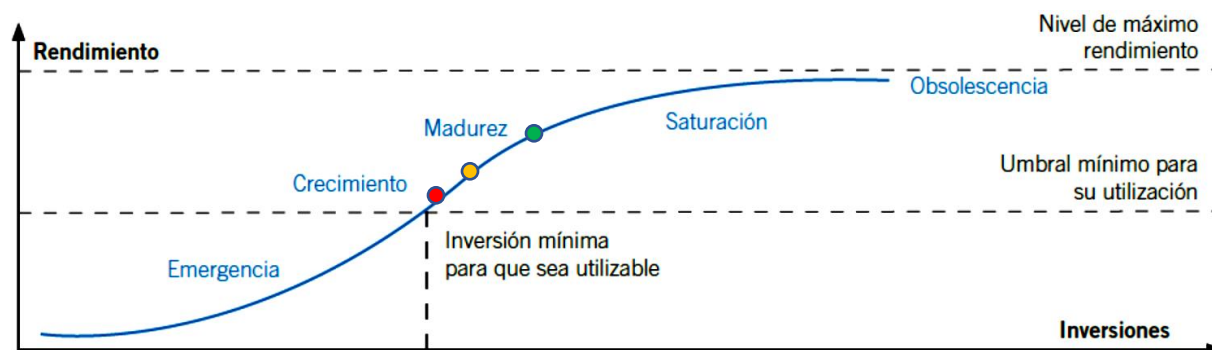 Nivel de máximo
rendimiento
Rendimiento
Obsolescencia
Madurez
Saturación
Crecimiento
Umbral mínimo para
su utilización
Inversión mínima
para que sea utilizable
Emergencia
Inversiones